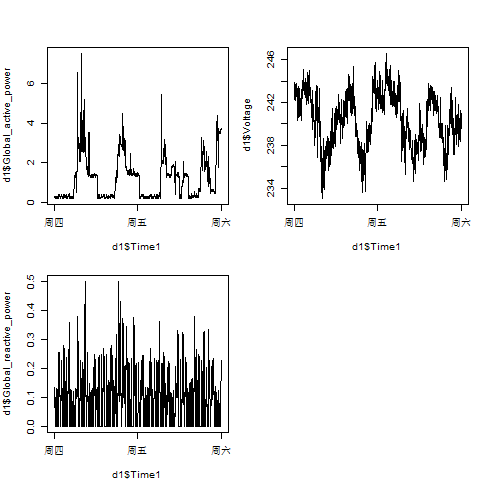 d1$Global_active_power
6
4
2
0
周四 周五 周六
d1$Time1
d1$Voltage
246
242
238
234
周四 周五 周六
d1$Time1
d1$Global_reactive_power
0.5
0.4
0.3
0.2
0.1
0.0
周四 周五 周六
d1$Time1